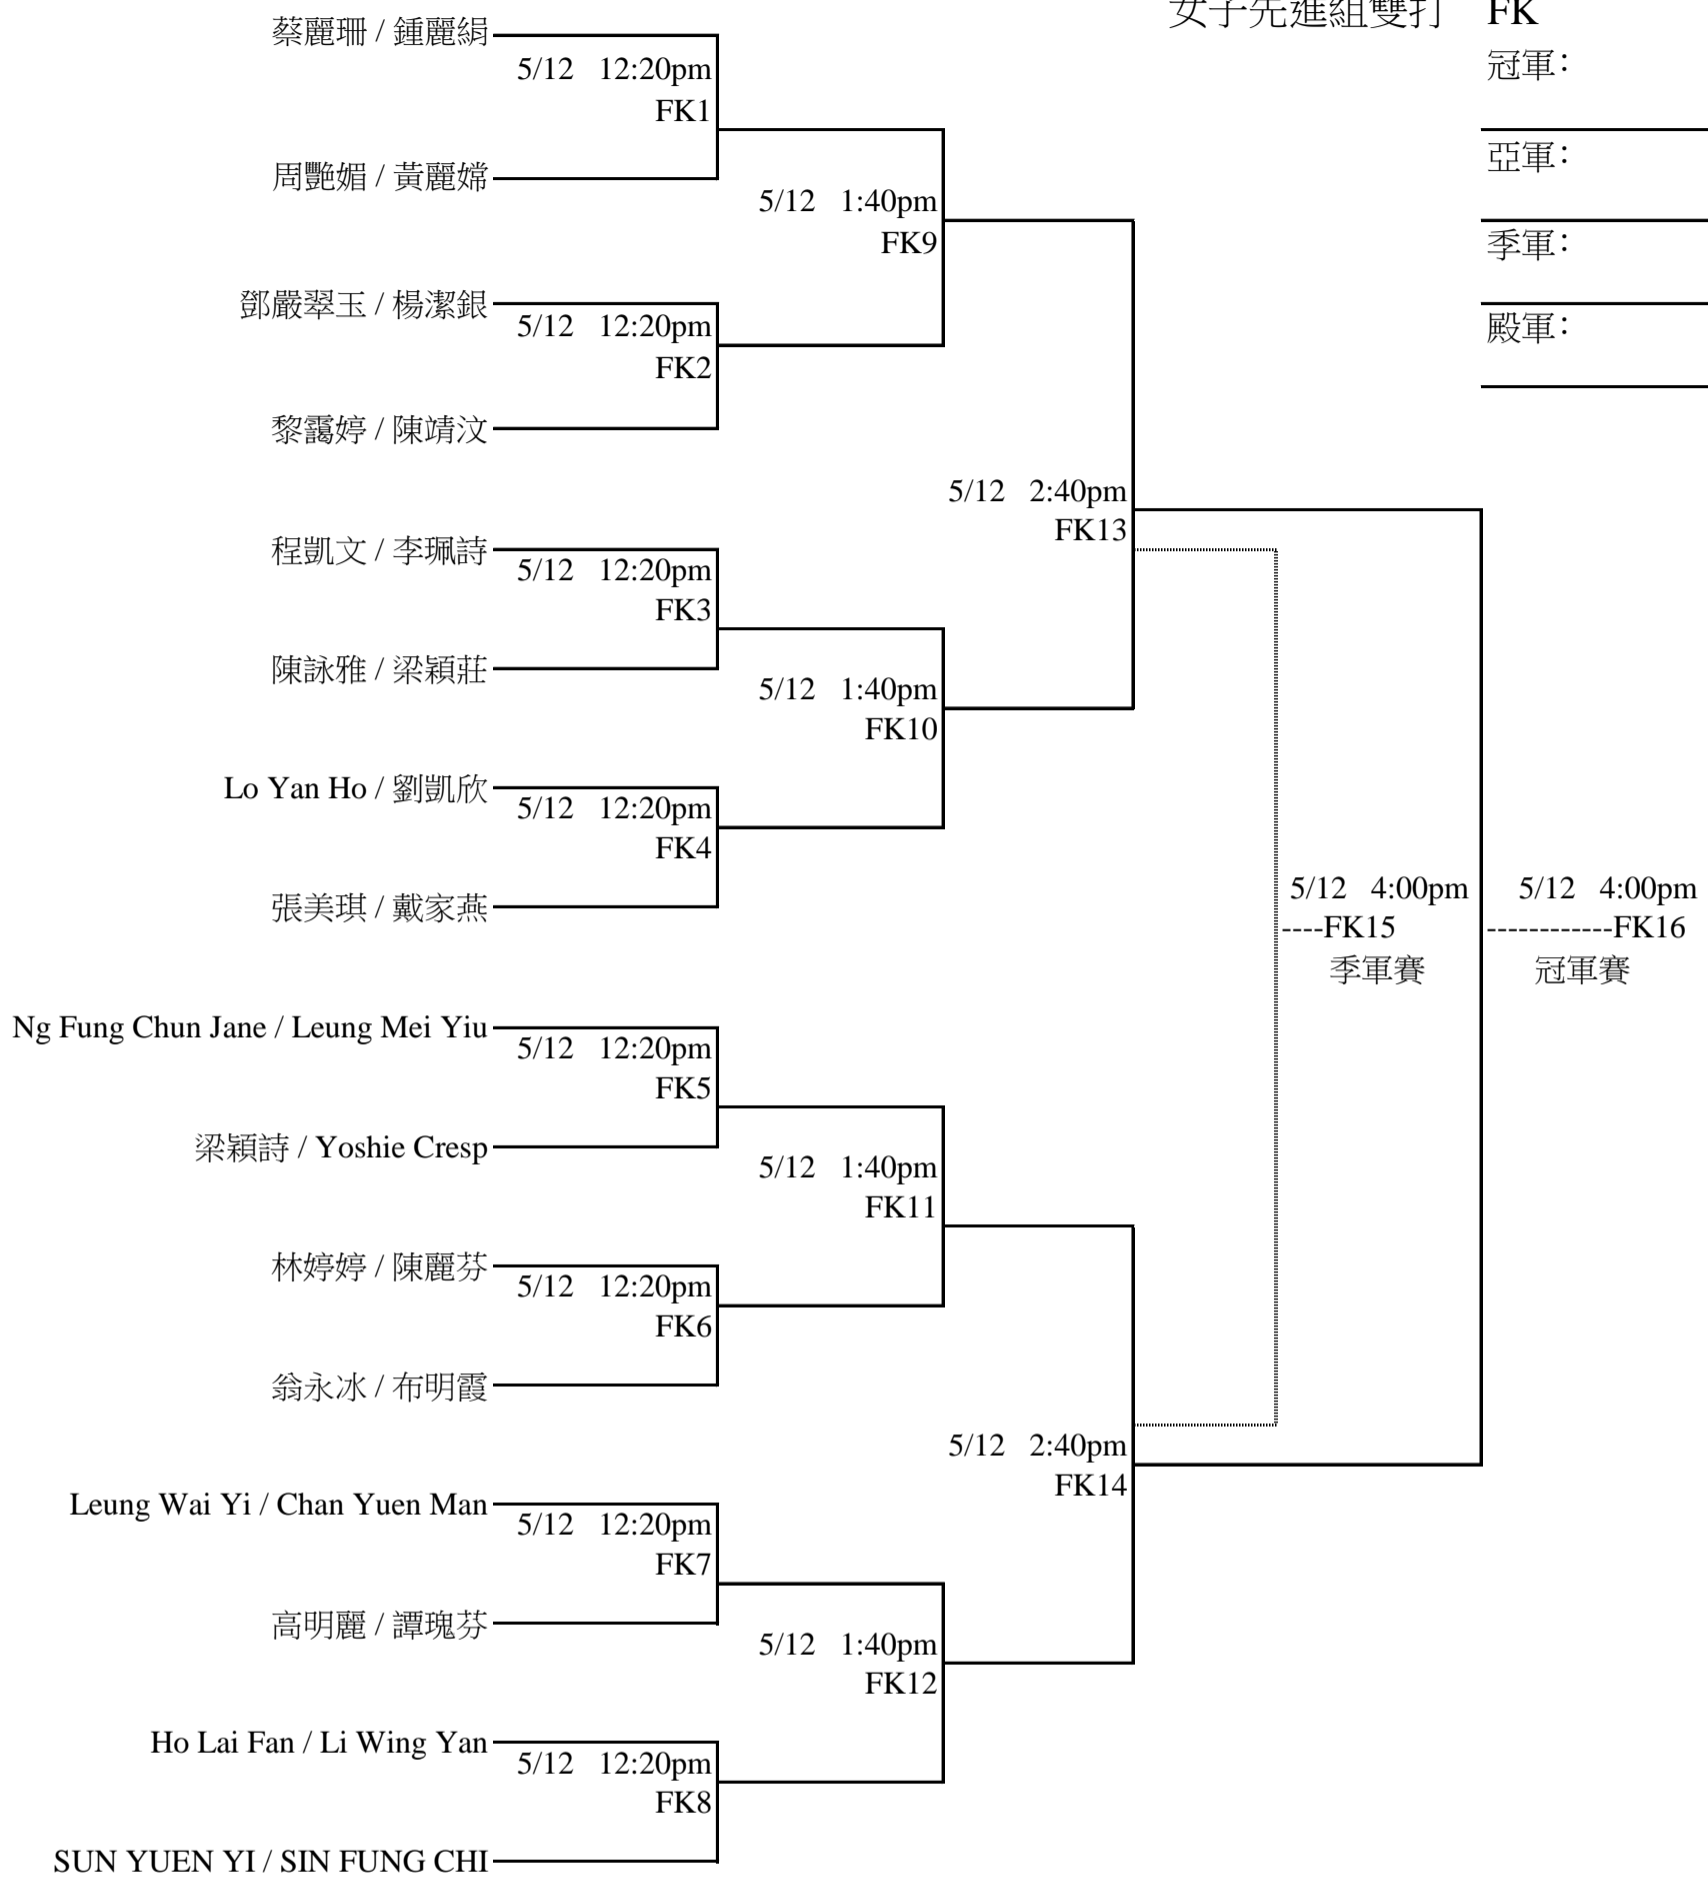 女子先進組雙打 FK
冠軍:
亞軍:
季軍:
殿軍:
蔡麗珊 / 鍾麗絹
5/12 12:20pm
FK1
周艷媚 / 黃麗嫦
5/12 1:40pm
FK9
鄧嚴翠玉 / 楊潔銀
5/12 12:20pm
FK2
黎靄婷 / 陳靖汶
5/12 2:40pm
FK13
程凱文 / 李珮詩
5/12 12:20pm
FK3
陳詠雅 / 梁穎莊
5/12 1:40pm
FK10
Lo Yan Ho / 劉凱欣
5/12 12:20pm
FK4
張美琪 / 戴家燕
5/12 4:00pm
----FK15
季軍賽
5/12 4:00pm
------------FK16
冠軍賽
Ng Fung Chun Jane / Leung Mei Yiu
5/12 12:20pm
FK5
梁穎詩 / Yoshie Cresp
5/12 1:40pm
FK11
林婷婷 / 陳麗芬
5/12 12:20pm
FK6
翁永冰 / 布明霞
5/12 2:40pm
FK14
Leung Wai Yi / Chan Yuen Man
5/12 12:20pm
FK7
高明麗 / 譚瑰芬
5/12 1:40pm
FK12
Ho Lai Fan / Li Wing Yan
5/12 12:20pm
FK8
SUN YUEN YI / SIN FUNG CHI